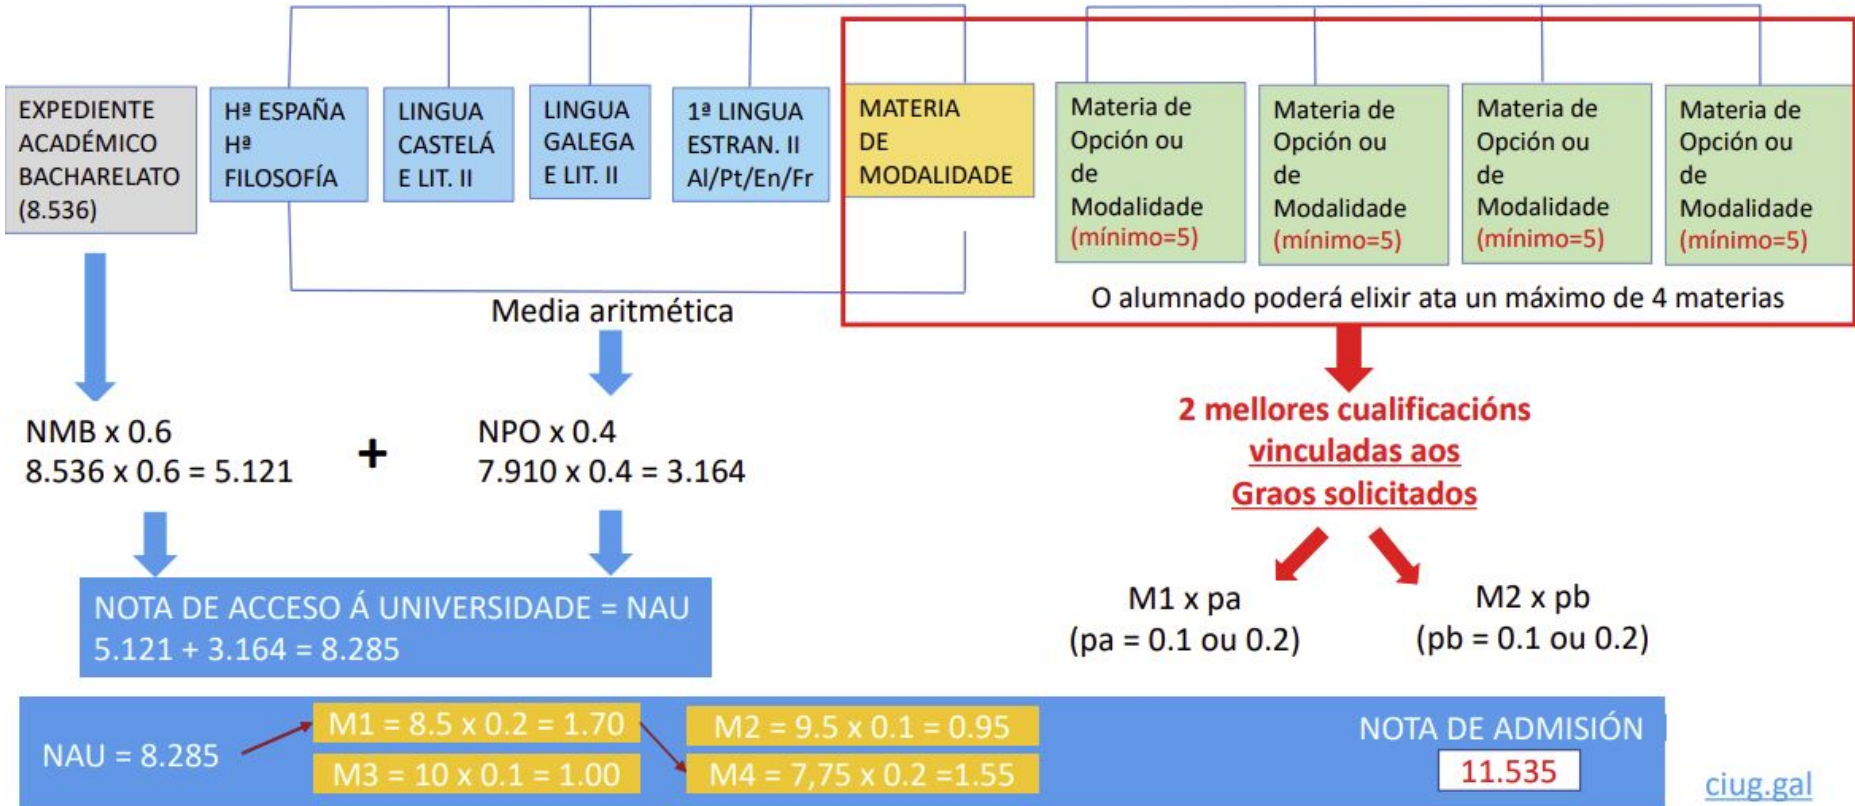 EXPEDIENTE
ACADÉMICO
BACHARELATO
(8.536)
Hª ESPAÑA
Hª
FILOSOFÍA
LINGUA
CASTELÁ
E LIT. II
LINGUA
GALEGA
E LIT. II
1ª LINGUA
ESTRAN. II
Al/Pt/En/Fr
MATERIA
DE
MODALIDADE
Materia de
Opción ou
de
Modalidade
(mínimo=5)
Materia de
Opción ou
de
Modalidade
(mínimo=5)
Materia de
Opción ou
de
Modalidade
(mínimo=5)
Materia de
Opción ou
de
Modalidade
(mínimo=5)
O alumnado poderá elixir ata un máximo de 4 materias
Media aritmética
NMB x 0.6
8.536 x 0.6 = 5.121
+
NPO x 0.4
7.910 x 0.4 = 3.164
2 mellores cualificacións
vinculadas aos
Graos solicitados
M1 x pa
(pa = 0.1 ou 0.2)
M2 x pb
(pb = 0.1 ou 0.2)
NOTA DE ACCESO Á UNIVERSIDADE = NAU
5.121 + 3.164 = 8.285
NAU = 8.285
M1 = 8.5 x 0.2 = 1.70
M2 = 9.5 x 0.1 = 0.95
M3 = 10 x 0.1 = 1.00
M4 = 7,75 x 0.2 =1.55
NOTA DE ADMISIÓN
11.535
ciug.gal